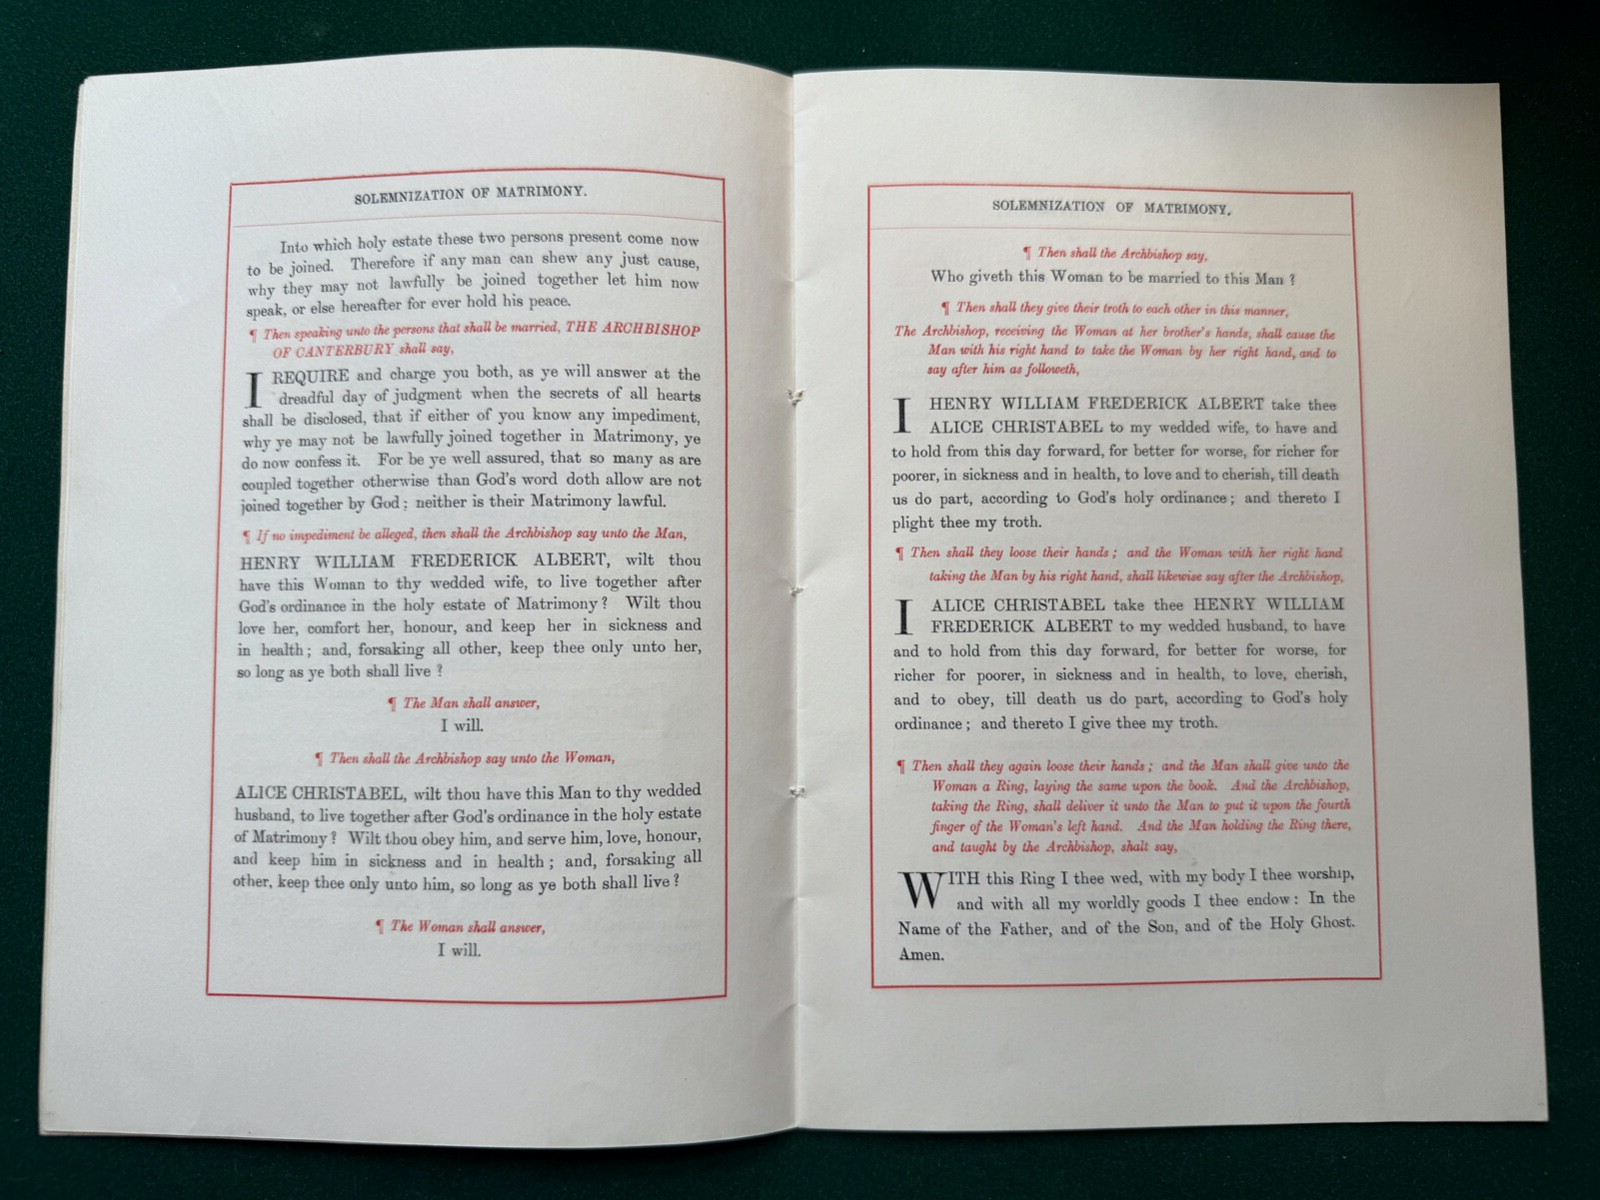 SOLEMNIZATION OF MATRIMONY.
Into which holy estate these two persons present come now
to be joined. Therefore if any man can shew any just cause,
why they may not lawfully be joined together let him now
speak, or else hereafter for ever hold his peace.
¶ Then speaking unto the persons that shall be married, THE ARCHBISHOP
OF CANTERBURY shall say,
I REQUIRE and charge you both, as ye will answer at the
dreadful day of judgment when the secrets of all hearts
shall be disclosed, that if either of you know any impediment,
why ye may not be lawfully joined together in Matrimony, ye
do now confess it. For be ye well assured, that so many as are
coupled together otherwise than God's word doth allow are not
joined together by God; neither is their Matrimony lawful.
¶ If no impediment be alleged, then shall the Archbishop say unto the Man,
HENRY WILLIAM FREDERICK ALBERT, wilt thou
have this Woman to thy wedded wife, to live together after
God's ordinance in the holy estate of Matrimony? Wilt thou
love her, comfort her, honour, and keep her in sickness and
in health; and, forsaking all other, keep thee only unto her,
so long as ye both shall live?
¶ The Man shall answer,
I will.
¶ Then shall the Archbishop say unto the Woman,
ALICE CHRISTABEL, wilt thou have this Man to thy wedded
husband, to live together after God's ordinance in the holy estate
of Matrimony? Wilt thou obey him, and serve him, love, honour,
and keep him in sickness and in health; and, forsaking all
other, keep thee only unto him, so long as ye both shall live?
¶ The Woman shall answer,
I will.
SOLEMNIZATION OF MATRIMONY.
¶ Then shall the Archbishop say,
Who giveth this Woman to be married to this Man?
¶ Then shall they give their troth to each other in this manner,
The Archbishop, receiving the Woman at her brother's hands, shall cause the
Man with his right hand to take the Woman by her right hand, and to
say after him as followeth,
I HENRY WILLIAM FREDERICK ALBERT take thee
ALICE CHRISTABEL to my wedded wife, to have and
to hold from this day forward, for better for worse, for richer for
poorer, in sickness and in health, to love and to cherish, till death
us do part, according to God's holy ordinance; and thereto I
plight thee my troth.
¶ Then shall they loose their hands; and the Woman with her right hand
taking the Man by his right hand, shall likewise say after the Archbishop,
I ALICE CHRISTABEL take thee HENRY WILLIAM
FREDERICK ALBERT to my wedded husband, to have
and to hold from this day forward, for better for worse, for
richer for poorer, in sickness and in health, to love, cherish,
and to obey, till death us do part, according to God's holy
ordinance; and thereto I give thee my troth.
¶ Then shall they again loose their hands; and the Man shall give unto the
Woman a Ring, laying the same upon the book. And the Archbishop,
taking the Ring, shall deliver it unto the Man to put it upon the fourth
finger of the Woman's left hand. And the Man holding the Ring there,
and taught by the Archbishop, shall say,
WITH this Ring I thee wed, with my body I thee worship,
and with all my worldly goods I thee endow: In the
Name of the Father, and of the Son, and of the Holy Ghost.
Amen.